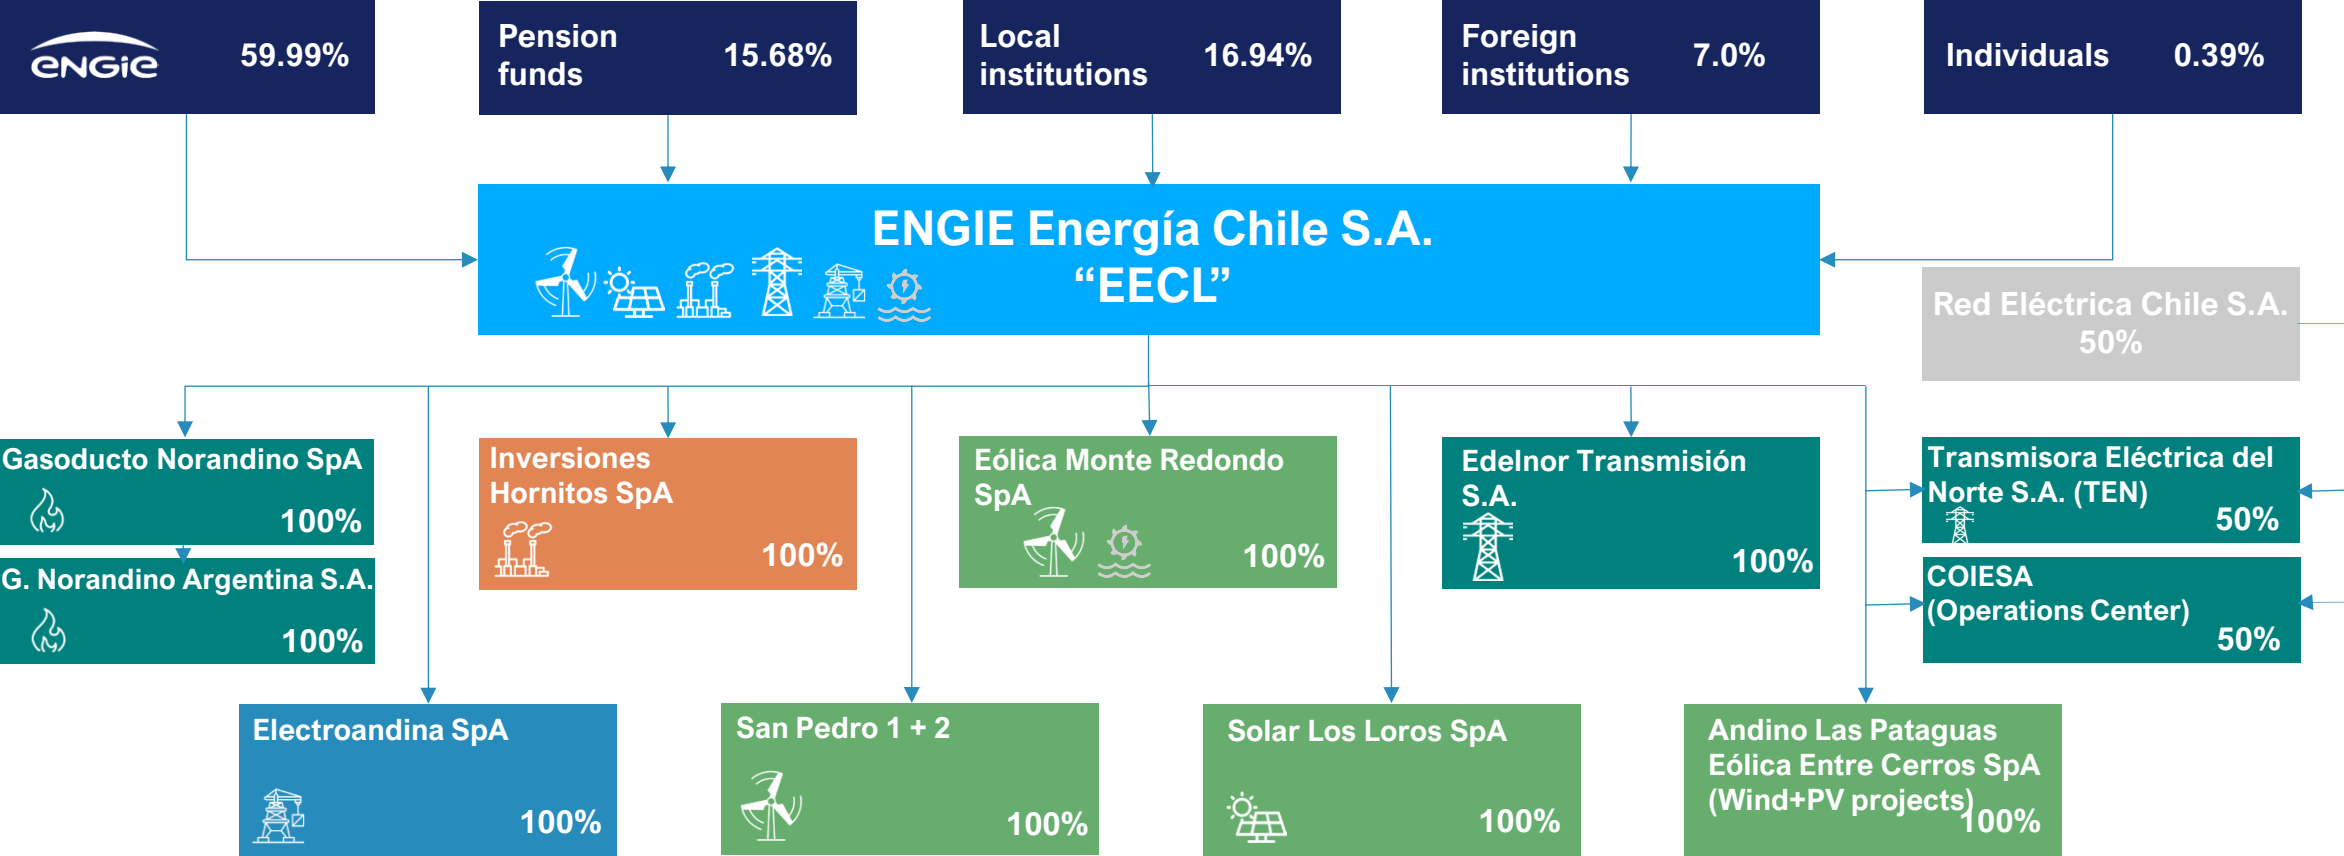 ENGIE
59.99%
Pension
funds
15.68%
Local
institutions
16.94%
Foreign
institutions
7.0%
Individuals
0.39%
ENGIE Energía Chile S.A.
“EECL”
Red Eléctrica Chile S.A.
50%
Gasoducto Norandino SpA
100%
G. Norandino Argentina S.A.
100%
Inversiones
Hornitos SpA
100%
Eólica Monte Redondo
SpA
100%
Edelnor Transmisión
S.A.
100%
Transmisora Eléctrica del
Norte S.A. (TEN)
50%
COIESA
(Operations Center)
50%
Electroandina SpA
100%
San Pedro 1 + 2
100%
Solar Los Loros SpA
100%
Andino Las Pataguas
Eólica Entre Cerros SpA
(Wind+PV projects)
100%